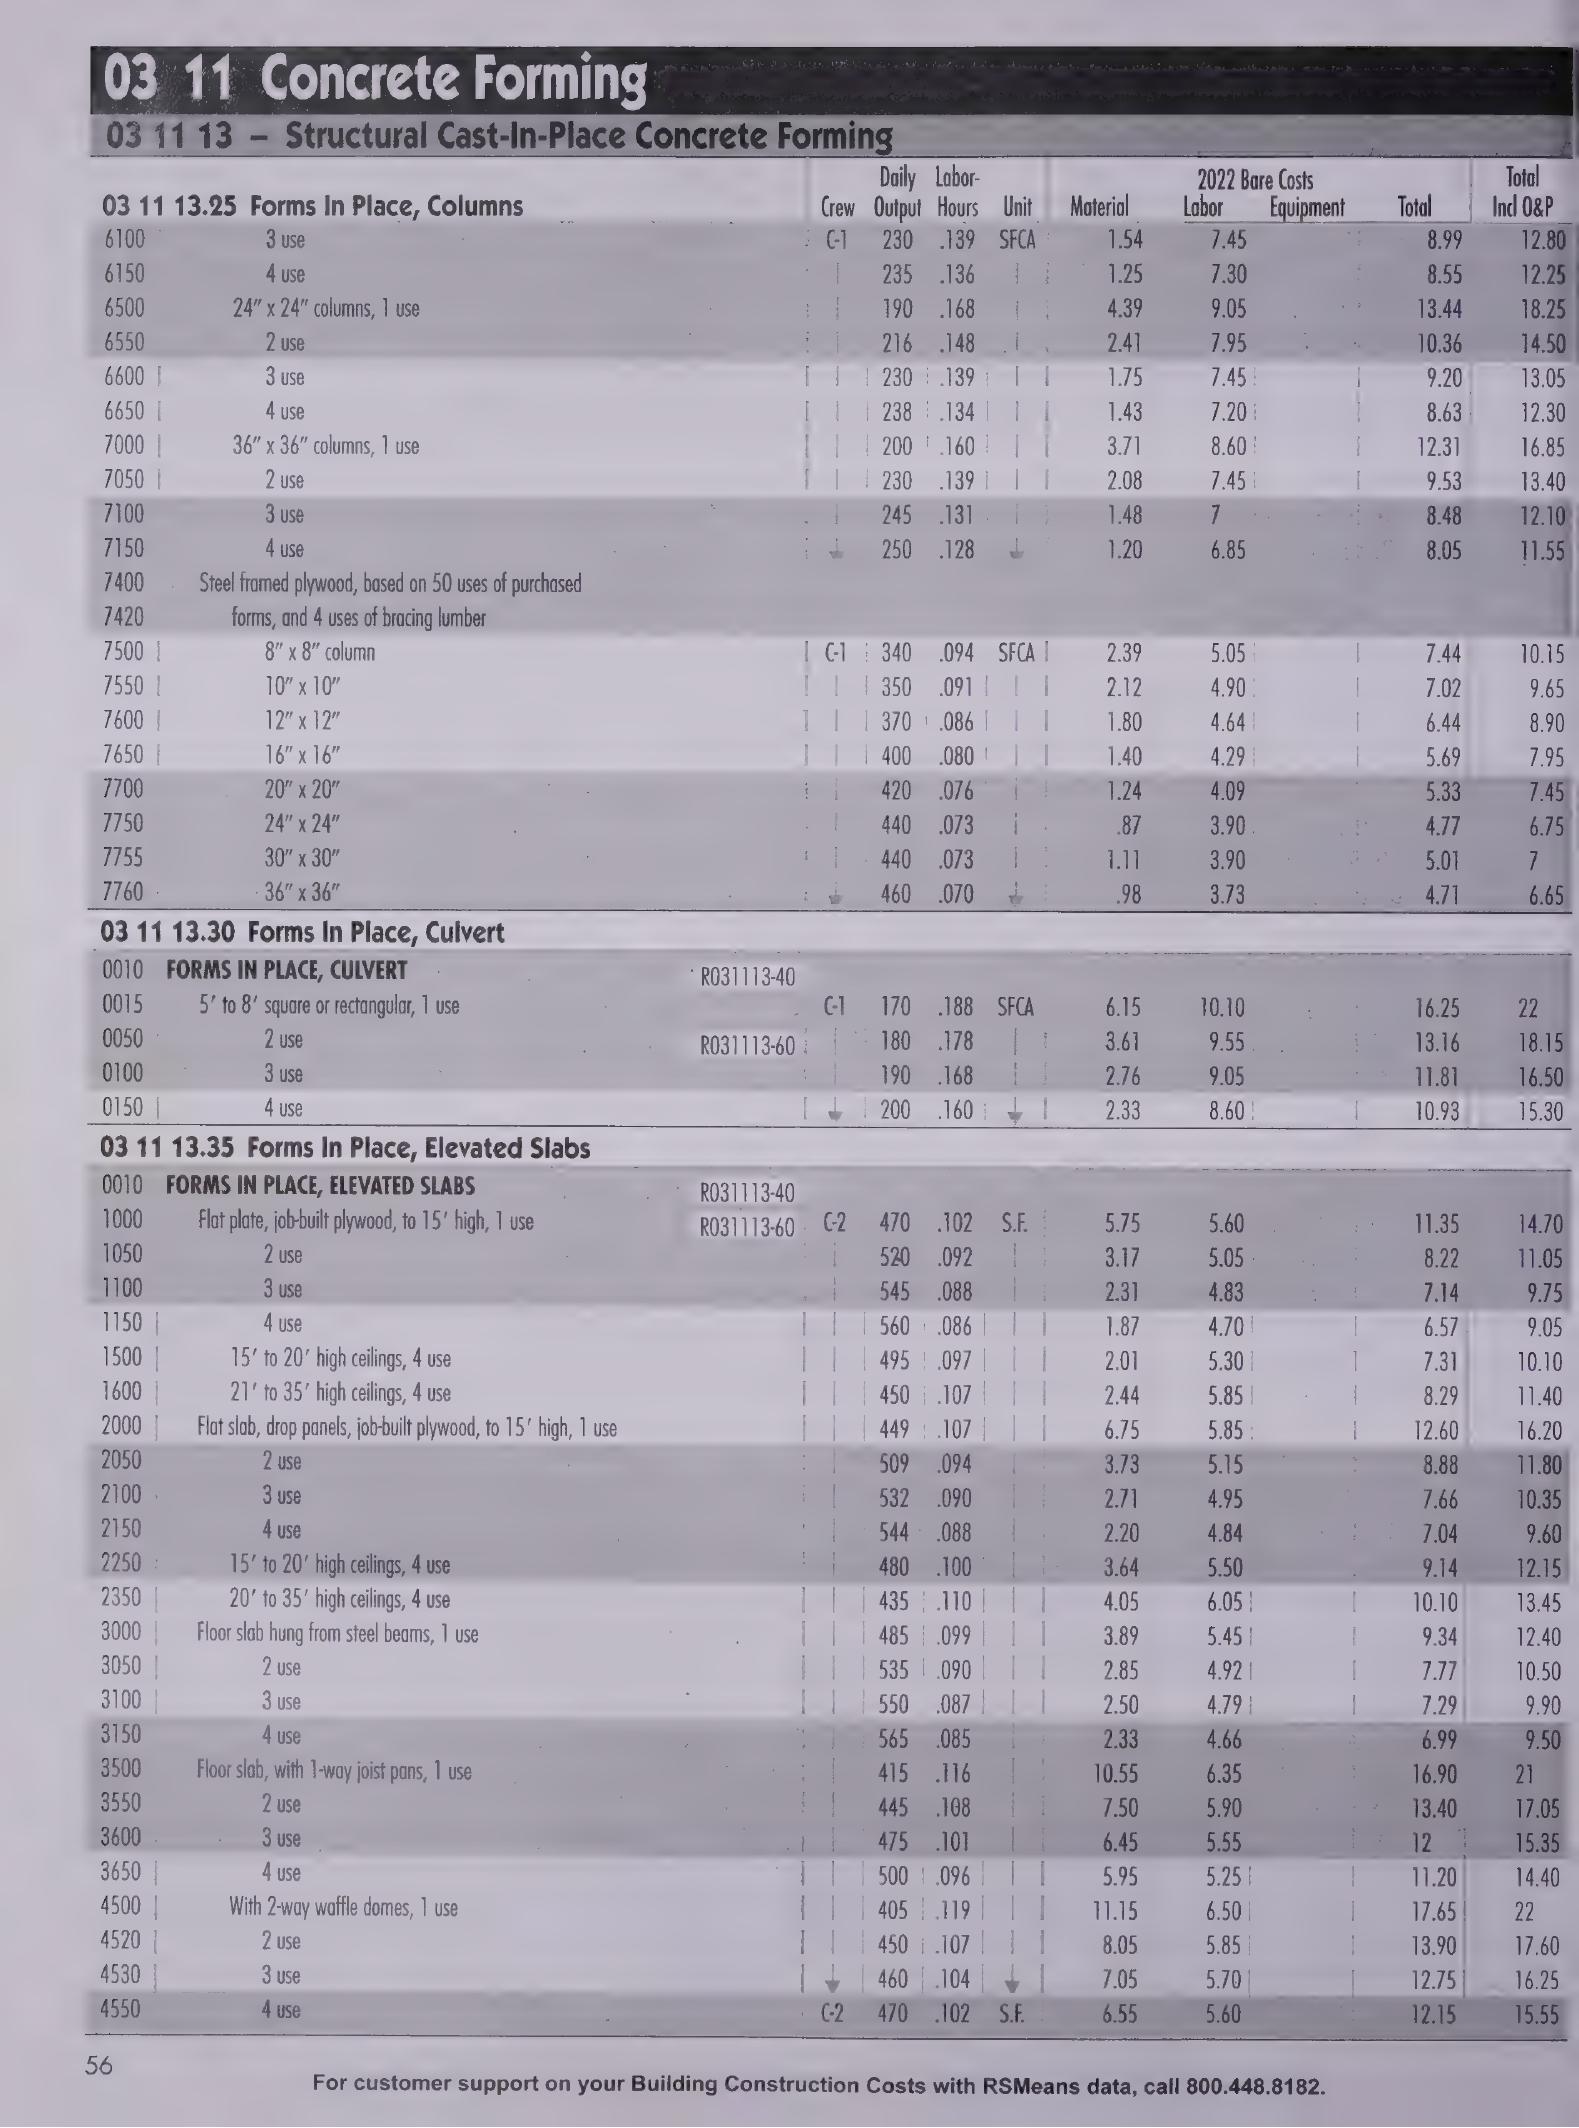 03 11 Concrete Forming
03 11 13 – Structural Cast-In-Place Concrete Forming
Daily Labor- 2022 Bare Costs Total
03 11 13.25 Forms In Place, Columns Crew Output Hours Unit Material Labor Equipment Total Incl O&P
6100 3 use C-1 230 .139 SFCA 1.54 7.45 8.99 12.80
6150 4 use 235 .136 1.25 7.30 8.55 12.25
6500 24" x 24" columns, 1 use 190 .168 4.39 9.05 13.44 18.25
6550 2 use 216 .148 2.41 7.95 10.36 14.50
6600 3 use 230 .139 1.75 7.45 9.20 13.05
6650 4 use 238 .134 1.43 7.20 8.63 12.30
7000 36" x 36" columns, 1 use 200 .160 3.71 8.60 12.31 16.85
7050 2 use 230 .139 2.08 7.45 9.53 13.40
7100 3 use 245 .131 1.48 7 8.48 12.10
7150 4 use 250 .128 1.20 6.85 8.05 11.55
7400 Steel framed plywood, based on 50 uses of purchased
7420 forms, and 4 uses of bracing lumber
7500 8" x 8" column C-1 340 .094 SFCA 2.39 5.05 7.44 10.15
7550 10" x 10" 350 .091 2.12 4.90 7.02 9.65
7600 12" x 12" 370 .086 1.80 4.64 6.44 8.90
7650 16" x 16" 400 .080 1.40 4.29 5.69 7.95
7700 20" x 20" 420 .076 1.24 4.09 5.33 7.45
7750 24" x 24" 440 .073 .87 3.90 4.77 6.75
7755 30" x 30" 440 .073 1.11 3.90 5.01 7
7760 36" x 36" 460 .070 .98 3.73 4.71 6.65
03 11 13.30 Forms In Place, Culvert
0010 FORMS IN PLACE, CULVERT R031113-40
0015 5' to 8' square or rectangular, 1 use C-1 170 .188 SFCA 6.15 10.10 16.25 22
0050 2 use R031113-60 180 .178 3.61 9.55 13.16 18.15
0100 3 use 190 .168 2.76 9.05 11.81 16.50
0150 4 use 200 .160 2.33 8.60 10.93 15.30
03 11 13.35 Forms In Place, Elevated Slabs
0010 FORMS IN PLACE, ELEVATED SLABS R031113-40
1000 Flat plate, job-built plywood, to 15' high, 1 use R031113-60 C-2 470 .102 S.F. 5.75 5.60 11.35 14.70
1050 2 use 520 .092 3.17 5.05 8.22 11.05
1100 3 use 545 .088 2.31 4.83 7.14 9.75
1150 4 use 560 .086 1.87 4.70 6.57 9.05
1500 15' to 20' high ceilings, 4 use 495 .097 2.01 5.30 7.31 10.10
1600 21' to 35' high ceilings, 4 use 450 .107 2.44 5.85 8.29 11.40
2000 Flat slab, drop panels, job-built plywood, to 15' high, 1 use 449 .107 6.75 5.85 12.60 16.20
2050 2 use 509 .094 3.73 5.15 8.88 11.80
2100 3 use 532 .090 2.71 4.95 7.66 10.35
2150 4 use 544 .088 2.20 4.84 7.04 9.60
2250 15' to 20' high ceilings, 4 use 480 .100 3.64 5.50 9.14 12.15
2350 20' to 35' high ceilings, 4 use 435 .110 4.05 6.05 10.10 13.45
3000 Floor slab hung from steel beams, 1 use 485 .099 3.89 5.45 9.34 12.40
3050 2 use 535 .090 2.85 4.92 7.77 10.50
3100 3 use 550 .087 2.50 4.79 7.29 9.90
3150 4 use 565 .085 2.33 4.66 6.99 9.50
3500 Floor slab, with 1-way joist pans, 1 use 415 .116 10.55 6.35 16.90 21
3550 2 use 445 .108 7.50 5.90 13.40 17.05
3600 3 use 475 .101 6.45 5.55 12 15.35
3650 4 use 500 .096 5.95 5.25 11.20 14.40
4500 With 2-way waffle domes, 1 use 405 .119 11.15 6.50 17.65 22
4520 2 use 450 .107 8.05 5.85 13.90 17.60
4530 3 use 460 .104 7.05 5.70 12.75 16.25
4550 4 use C-2 470 .102 S.F. 6.55 5.60 12.15 15.55
56
For customer support on your Building Construction Costs with RSMeans data, call 800.448.8182.